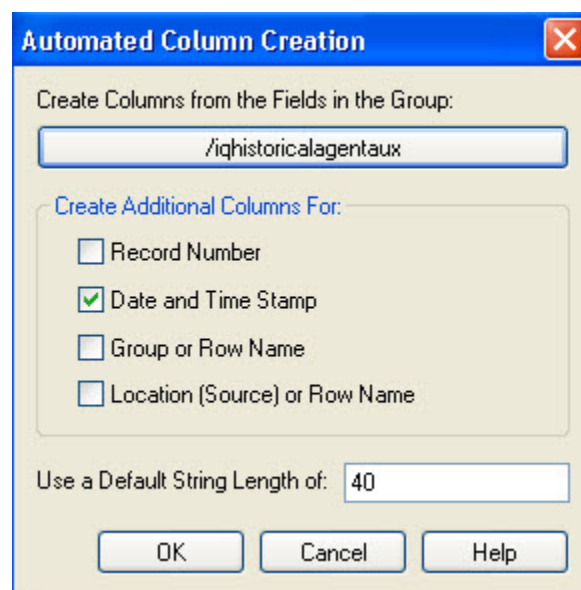 Automated Column Creation
Create Columns from the Fields in the Group:
/iqhistoricalagentaux
Create Additional Columns For:
Record Number
Date and Time Stamp
Group or Row Name
Location (Source) or Row Name
Use a Default String Length of: 40
OK Cancel Help